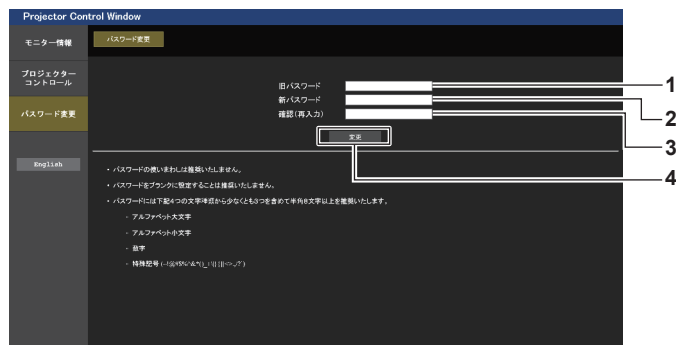 Projector Control Window
モニター情報
プロジェクター
コントロール
パスワード変更
English
パスワード変更
旧パスワード
新パスワード
確認(再入力)
変更
1
2
3
4
・ パスワードの使いまわしは推奨いたしません。
・ パスワードをブランクに設定することは推奨いたしません。
・ パスワードには下記4つの文字種類から少なくとも3つを含めて半角8文字以上を推奨いたします。
- アルファベット大文字
- アルファベット小文字
- 数字
- 特殊記号